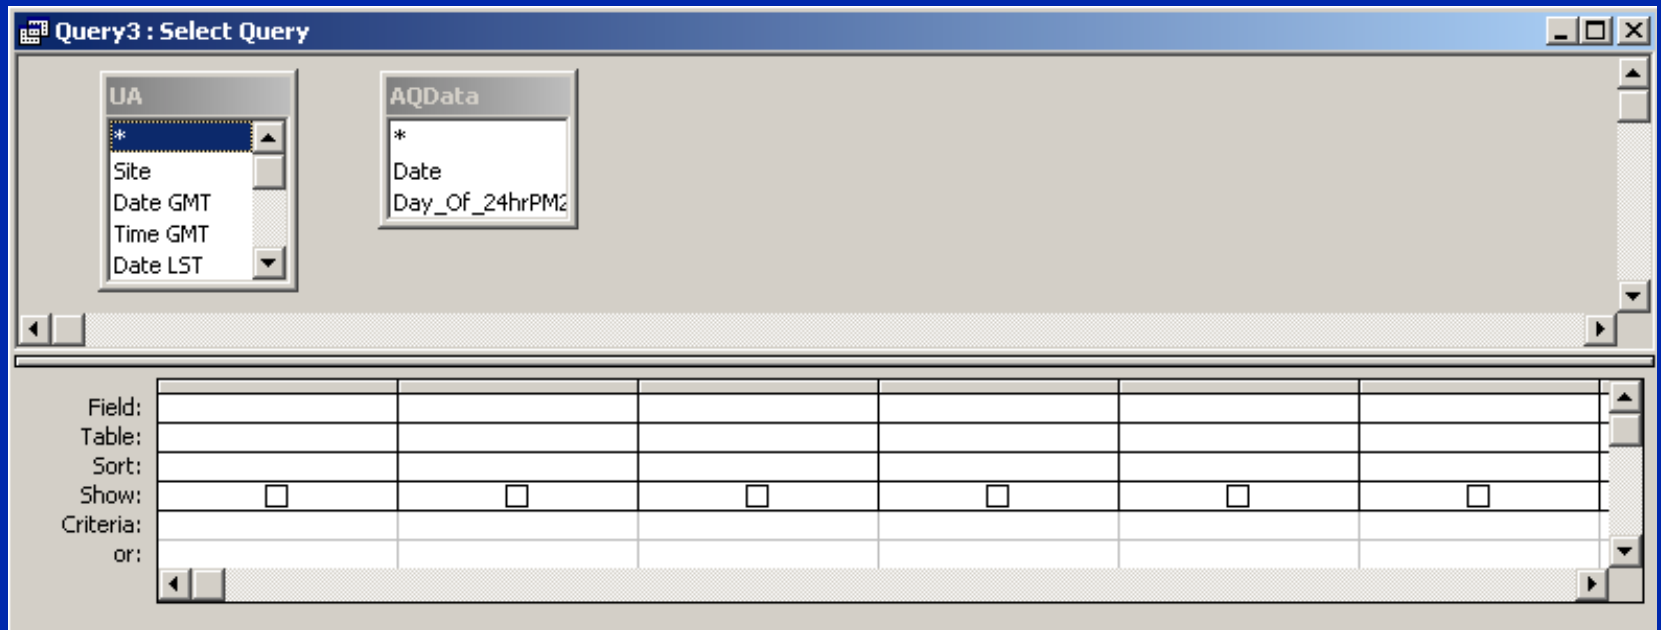 Query3 : Select Query
UA
*
Site
Date GMT
Time GMT
Date LST
AQData
*
Date
Day_Of_24hrPM2
Field:
Table:
Sort:
Show:
Criteria:
or: